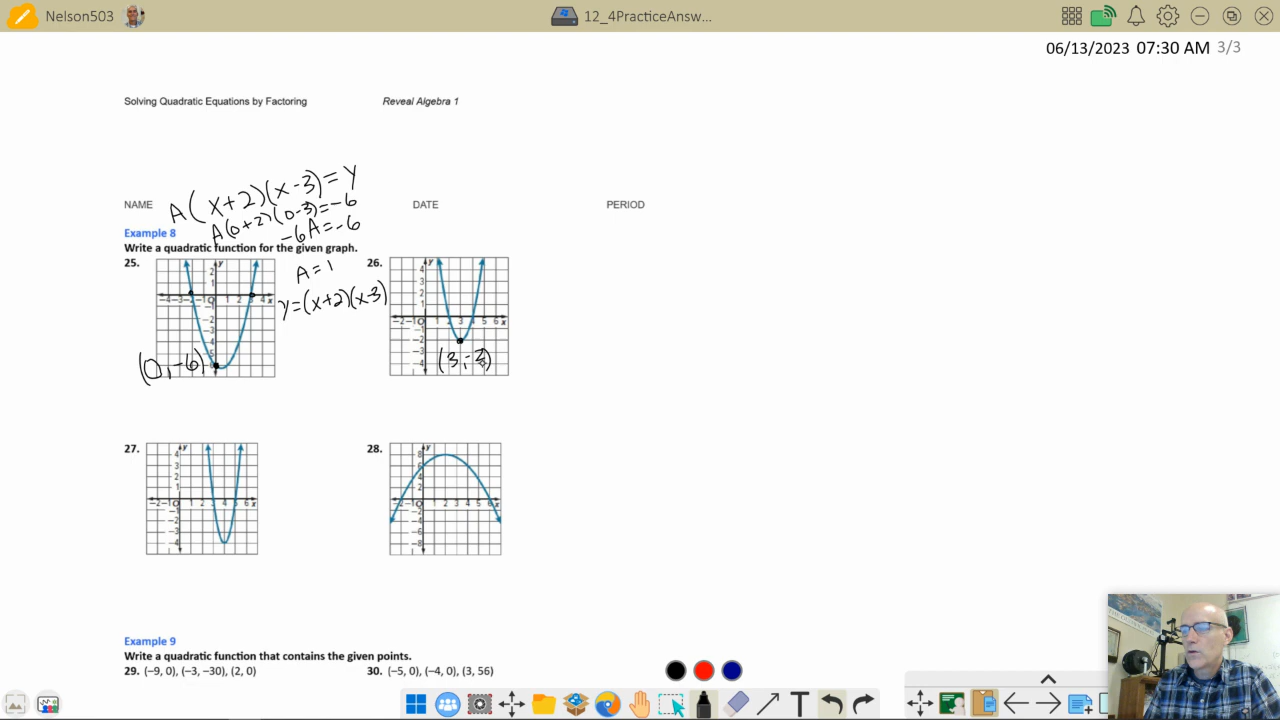 Nelson503
12_4PracticeAnsw...
06/13/2023 07:30 AM 3/3
Solving Quadratic Equations by Factoring
Reveal Algebra 1
A(x+2)(x-3)=y
NAME
DATE
PERIOD
A(0+2)(0-3)=-6
-6A=-6
Example 8
Write a quadratic function for the given graph.
25.
A=1
y=(x+2)(x-3)
(0,-6)
26.
(3,-2)
27.
28.
Example 9
Write a quadratic function that contains the given points.
29. (−9, 0), (−3, −30), (2, 0)
30. (−5, 0), (−4, 0), (3, 56)